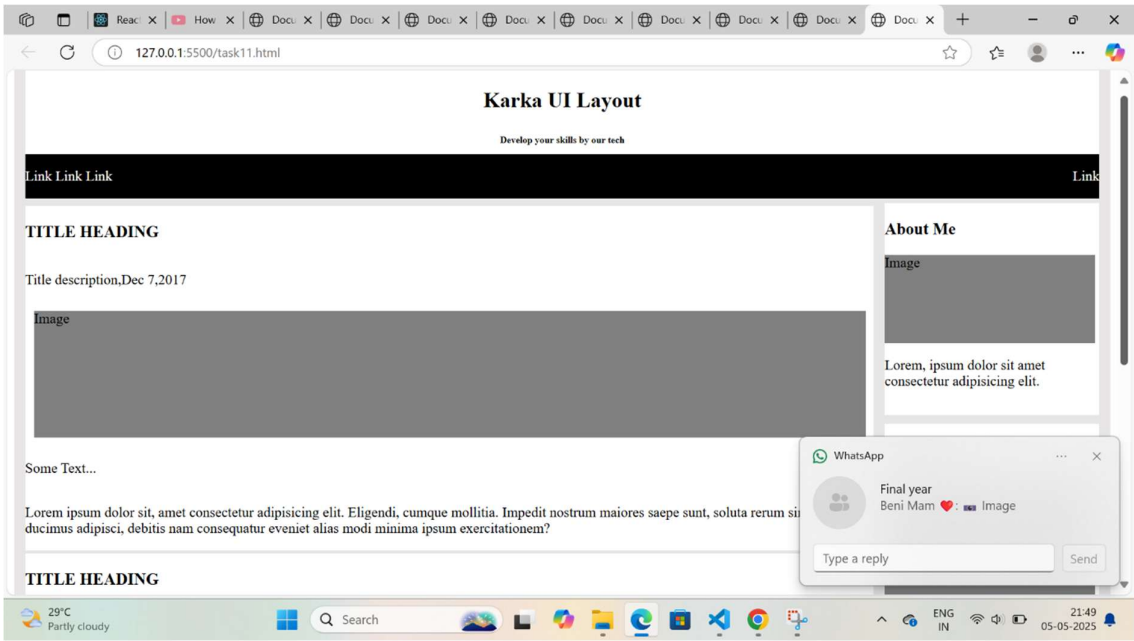 Reac
How
Docu
Docu
Docu
Docu
Docu
Docu
Docu
Docu
Docu
127.0.0.1:5500/task11.html
Karka UI Layout
Develop your skills by our tech
Link Link Link
Link
TITLE HEADING
Title description,Dec 7,2017
Image
Some Text...
Lorem ipsum dolor sit, amet consectetur adipisicing elit. Eligendi, cumque mollitia. Impedit nostrum maiores saepe sunt, soluta rerum si
ducimus adipisci, debitis nam consequatur eveniet alias modi minima ipsum exercitationem?
TITLE HEADING
About Me
Image
Lorem, ipsum dolor sit amet
consectetur adipisicing elit.
WhatsApp
Final year
Beni Mam ❤️: Image
Type a reply
Send
29°C
Partly cloudy
Search
ENG
IN
21:49
05-05-2025